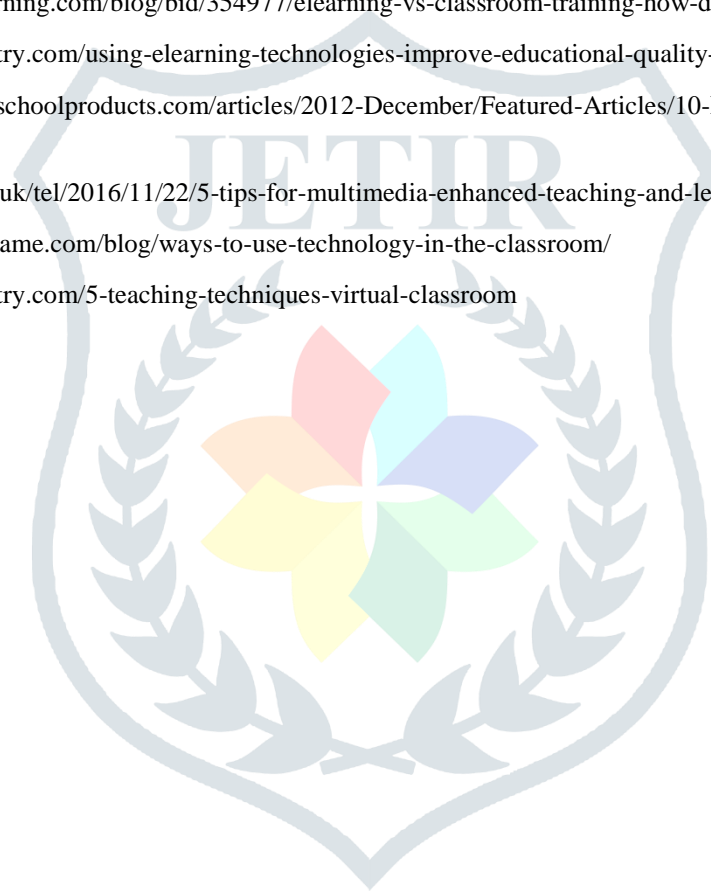 rning.com/blog/bid/354977/elearning-vs-classroom-training-how-d
try.com/using-elearning-technologies-improve-educational-quality-
schoolproducts.com/articles/2012-December/Featured-Articles/10-
uk/tel/2016/11/22/5-tips-for-multimedia-enhanced-teaching-and-le
ame.com/blog/ways-to-use-technology-in-the-classroom/
try.com/5-teaching-techniques-virtual-classroom
JETIR